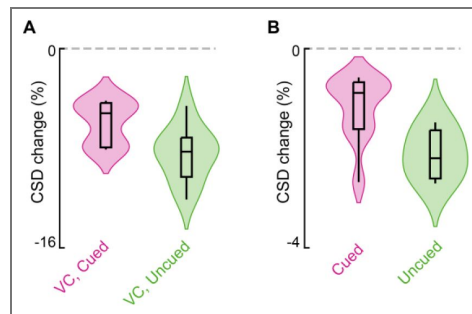 A
0
CSD change (%)
-16
VC, Cued
VC, Uncued
B
0
CSD change (%)
-4
Cued
Uncued